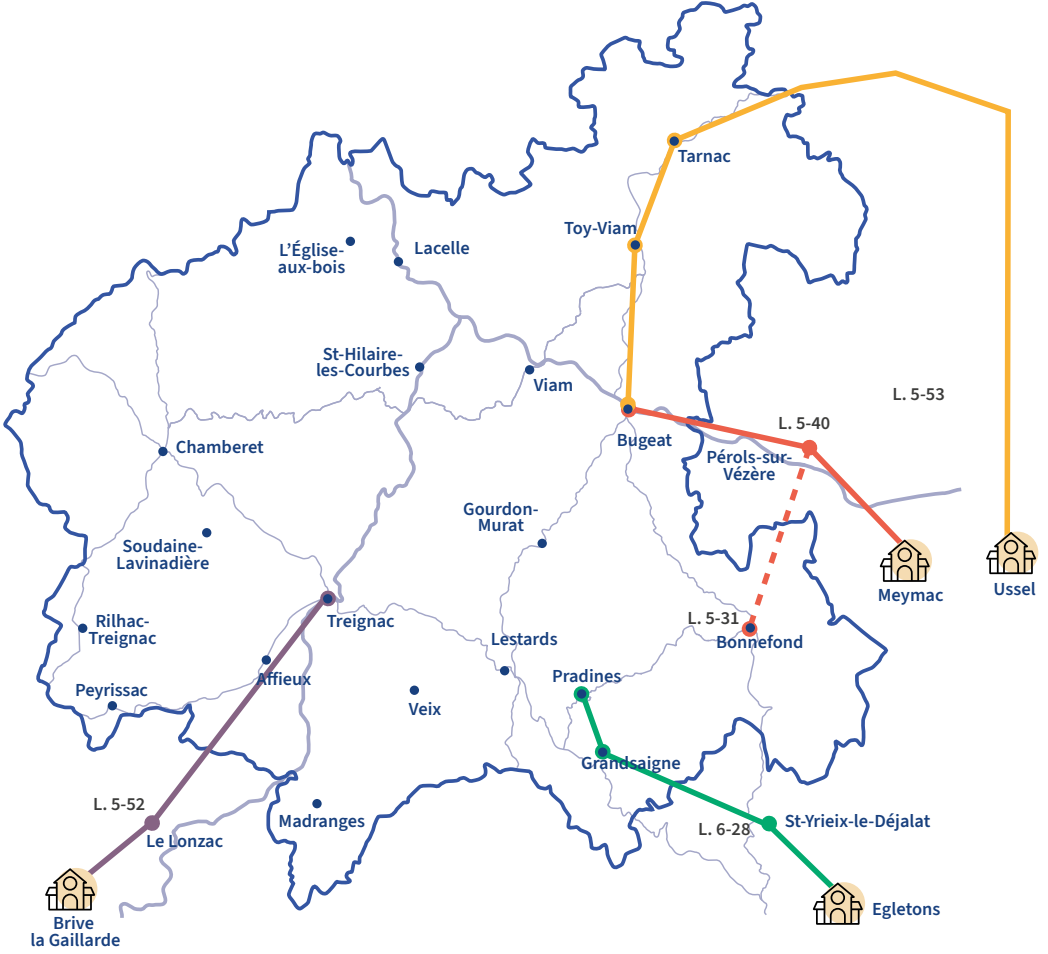 Tarnac
Toy-Viam
L'Église-
aux-bois
Lacelle
St-Hilaire-
les-Courbes
Viam
L. 5-53
L. 5-40
Bugeat
Chamberet
Pérols-sur-
Vézère
Gourdon-
Murat
Soudaine-
Lavinadière
Meymac
Ussel
Rilhac-
Treignac
Treignac
L. 5-31
Bonnefond
Lestards
Affieux
Pradines
Peyrissac
Veix
Grandsaigne
L. 5-52
Madranges
St-Yrieix-le-Déjalat
L. 6-28
Le Lonzac
Brive
la Gaillarde
Egletons